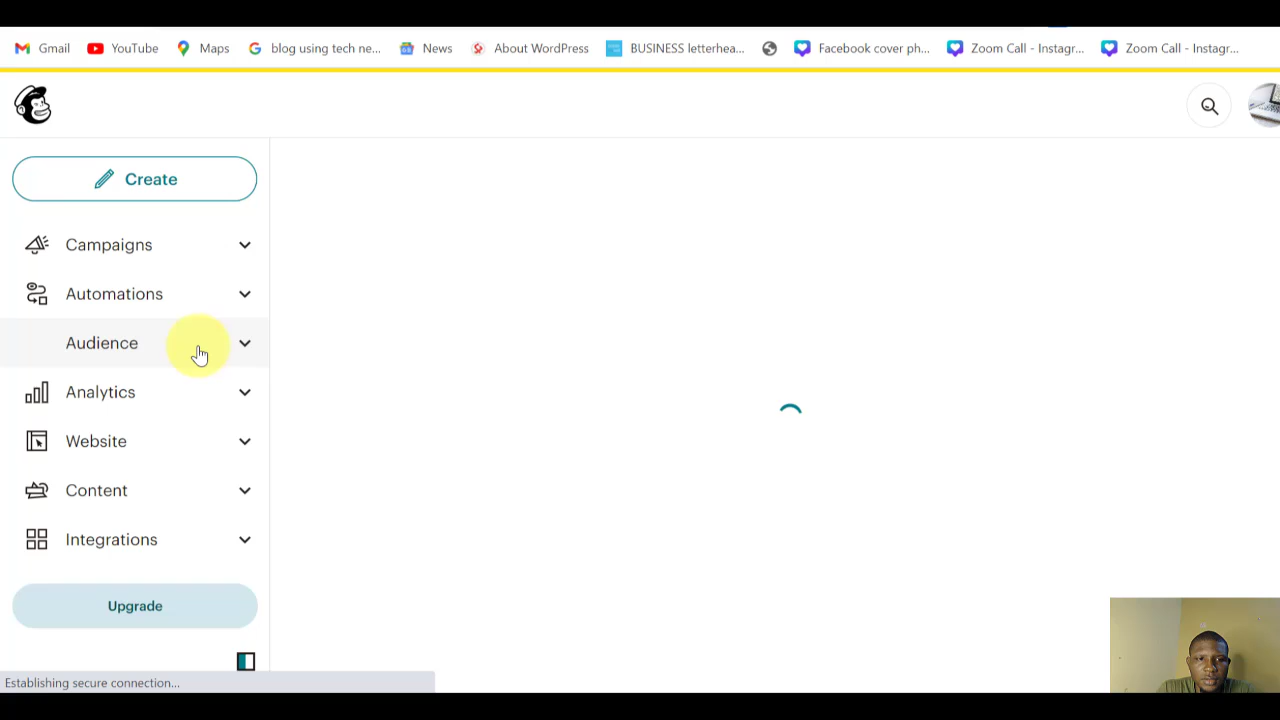 Gmail
YouTube
Maps
blog using tech ne...
News
About WordPress
BUSINESS letterhea...
Facebook cover ph...
Zoom Call - Instagr...
Zoom Call - Instagr...
Create
Campaigns
Automations
Audience
Analytics
Website
Content
Integrations
Upgrade
Establishing secure connection...